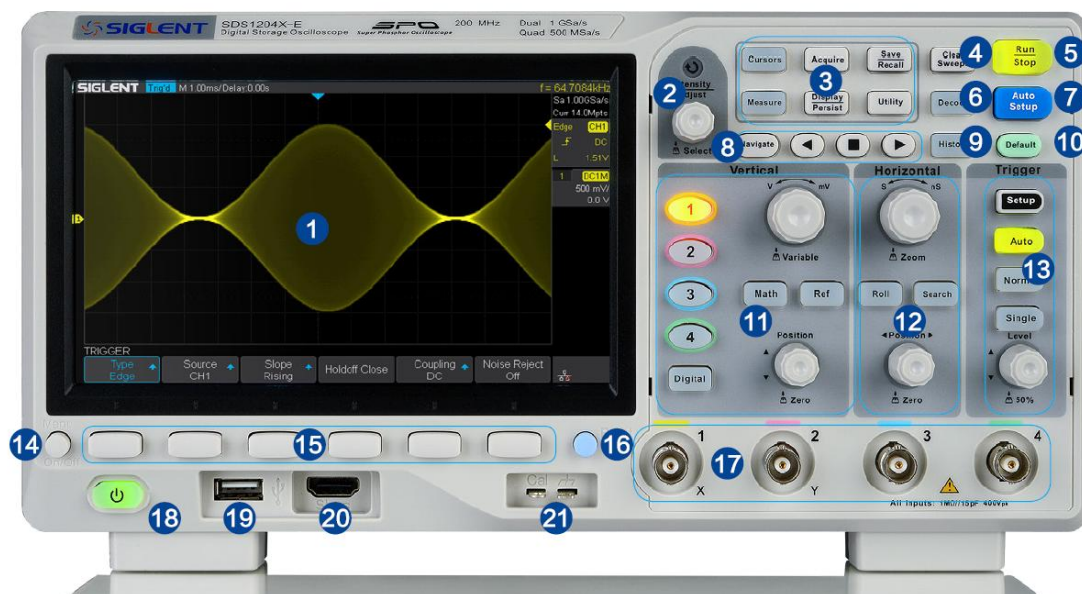 SIGLENT SDS1204X-E
Digital Storage Oscilloscope
SPO
Super Phosphor Oscilloscope
200 MHz
Dual 1 GSa/s
Quad 500 MSa/s
SIGLENT Trig'd M 1.00ms/Delay:0.00s
f = 64.7084kHz
Sa 1.00GSa/s
Curr 14.0Mpts
Edge CH1
DC
L 1.51V
1 DC1M
500 mV/
0.0 V
1
TRIGGER
Type
Edge
Source
CH1
Slope
Rising
Holdoff Close
Coupling
DC
Noise Reject
Off
2
Select
Cursors
Acquire
Save
Recall
3
Measure
Display
Persist
Utility
Clear
Sweeps
4
Run
Stop
5
Decode
6
Auto
Setup
7
8
Navigate
History
9
Default
10
Vertical
Horizontal
Trigger
V mV
Variable
1
2
3
4
Digital
Math
Ref
11
Position
Zero
S nS
Zoom
Roll
Search
12
Position
Zero
Setup
Auto
Normal
13
Single
Level
50%
14
15
16
17
1
X
2
Y
3
4
All Inputs: 1MΩ//15pF 400Vpk
18
19
20
Cal
21